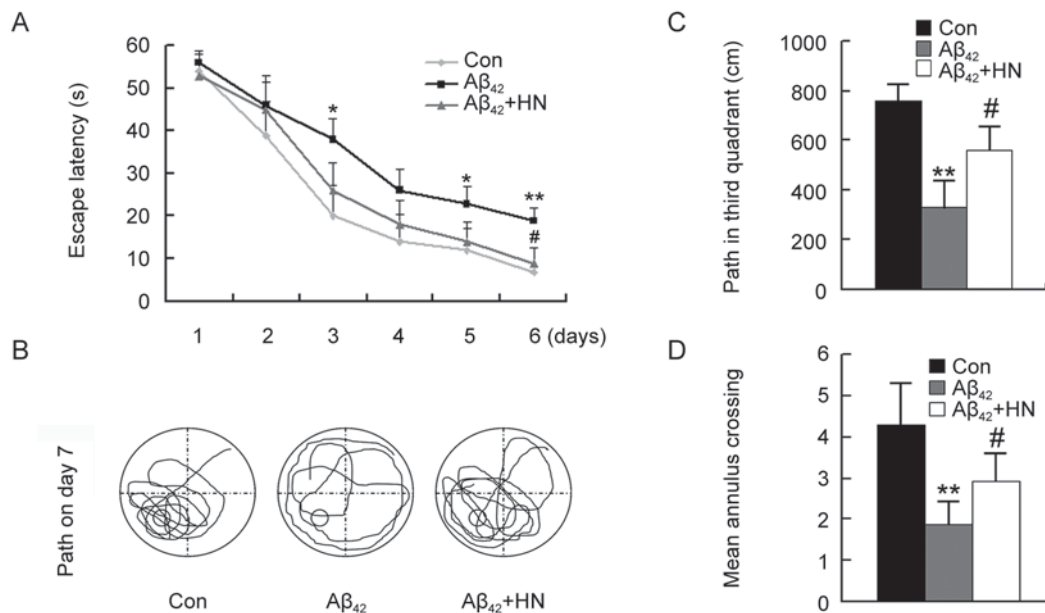 A
Escape latency (s)
60
50
40
30
20
10
0
Con
Aβ₄₂
Aβ₄₂+HN
*
*
**
#
1 2 3 4 5 6 (days)
B
Path on day 7
Con Aβ₄₂ Aβ₄₂+HN
C
Path in third quadrant (cm)
1000
800
600
400
200
0
Con
Aβ₄₂
Aβ₄₂+HN
**
#
D
Mean annulus crossing
6
5
4
3
2
1
0
Con
Aβ₄₂
Aβ₄₂+HN
**
#